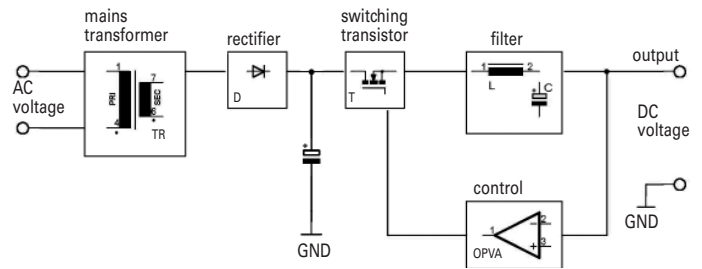 mains
transformer
rectifier
switching
transistor
filter
output
AC
voltage
PRI
SEC
1
4
7
6
TR
D
T
1
2
L
C
+
+
DC
voltage
GND
control
1
2
3
-
+
OPVA
GND